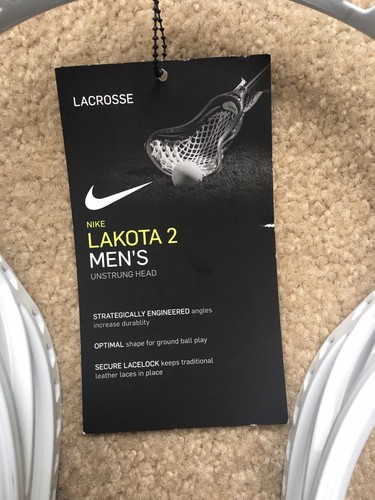 LACROSSE
NIKE
LAKOTA 2
MEN'S
UNSTRUNG HEAD
STRATEGICALLY ENGINEERED angles
increase durablity
OPTIMAL shape for ground ball play
SECURE LACELOCK keeps traditional
leather laces in place